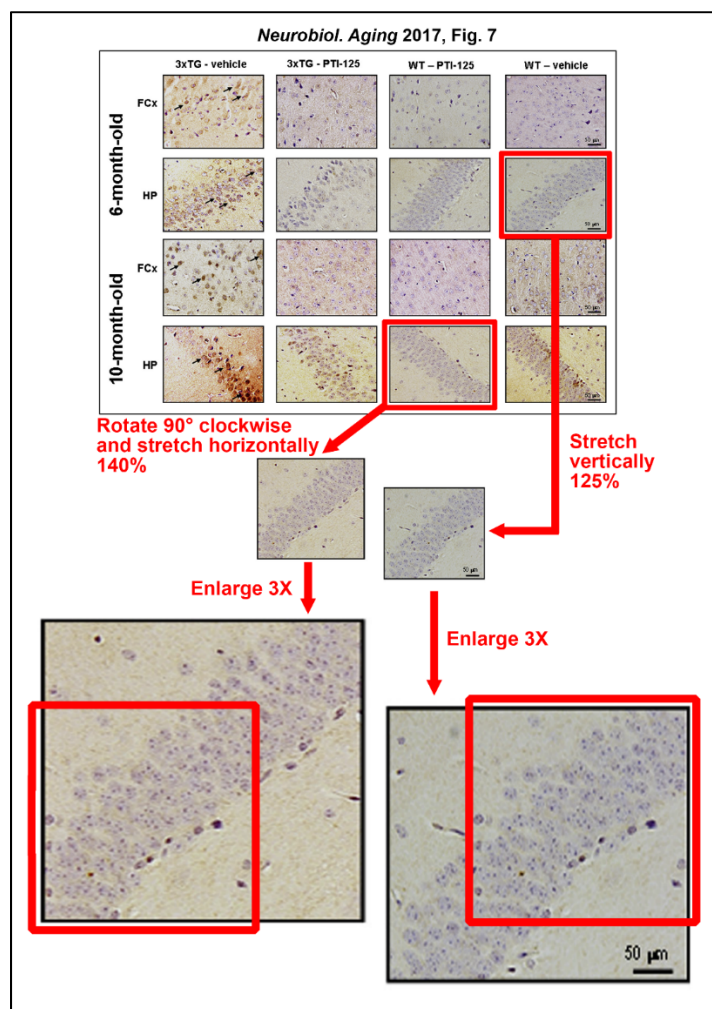 Neurobiol. Aging 2017, Fig. 7
3xTG - vehicle 3xTG - PTI-125 WT – PTI-125 WT – vehicle
6-month-old
FCx
50 µm
HP
50 µm
10-month-old
FCx
50 µm
HP
50 µm
Rotate 90° clockwise
and stretch horizontally
140%
Stretch
vertically
125%
50 µm
Enlarge 3X
Enlarge 3X
50 µm